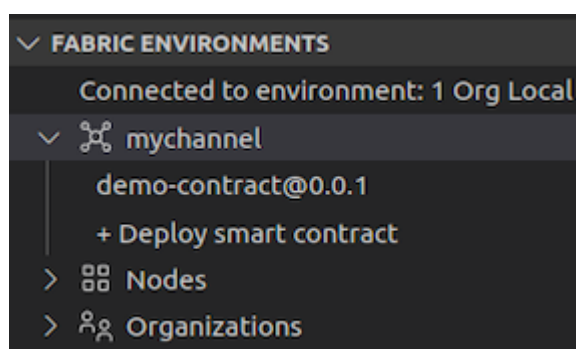 FABRIC ENVIRONMENTS
Connected to environment: 1 Org Local
mychannel
demo-contract@0.0.1
+ Deploy smart contract
Nodes
Organizations